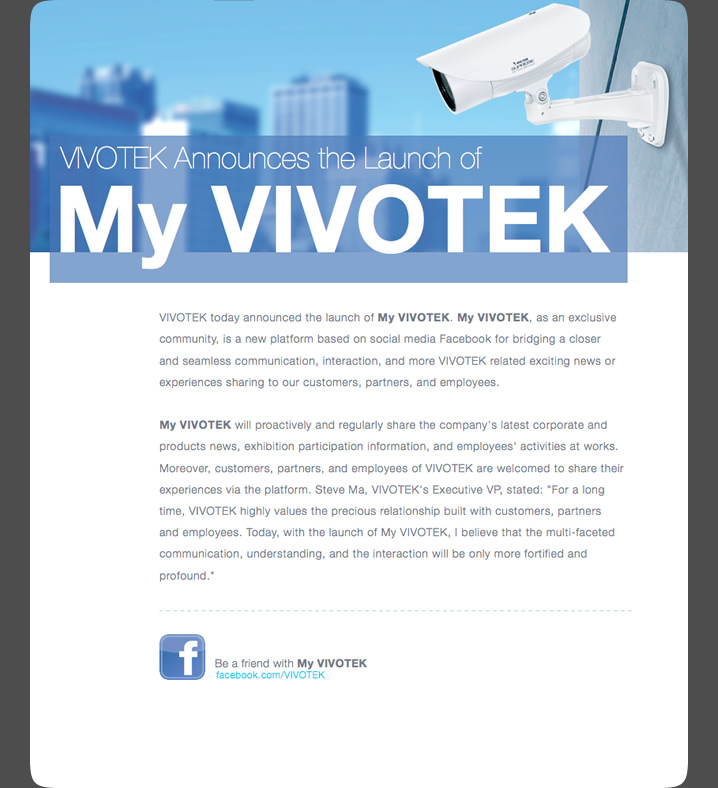 VIVOTEK Announces the Launch of
My VIVOTEK
VIVOTEK today announced the launch of My VIVOTEK. My VIVOTEK, as an exclusive
community, is a new platform based on social media Facebook for bridging a closer
and seamless communication, interaction, and more VIVOTEK related exciting news or
experiences sharing to our customers, partners, and employees.
My VIVOTEK will proactively and regularly share the company's latest corporate and
products news, exhibition participation information, and employees' activities at works.
Moreover, customers, partners, and employees of VIVOTEK are welcomed to share their
experiences via the platform. Steve Ma, VIVOTEK's Executive VP, stated: "For a long
time, VIVOTEK highly values the precious relationship built with customers, partners
and employees. Today, with the launch of My VIVOTEK, I believe that the multi-faceted
communication, understanding, and the interaction will be only more fortified and
profound."
f
Be a friend with My VIVOTEK
facebook.com/VIVOTEK